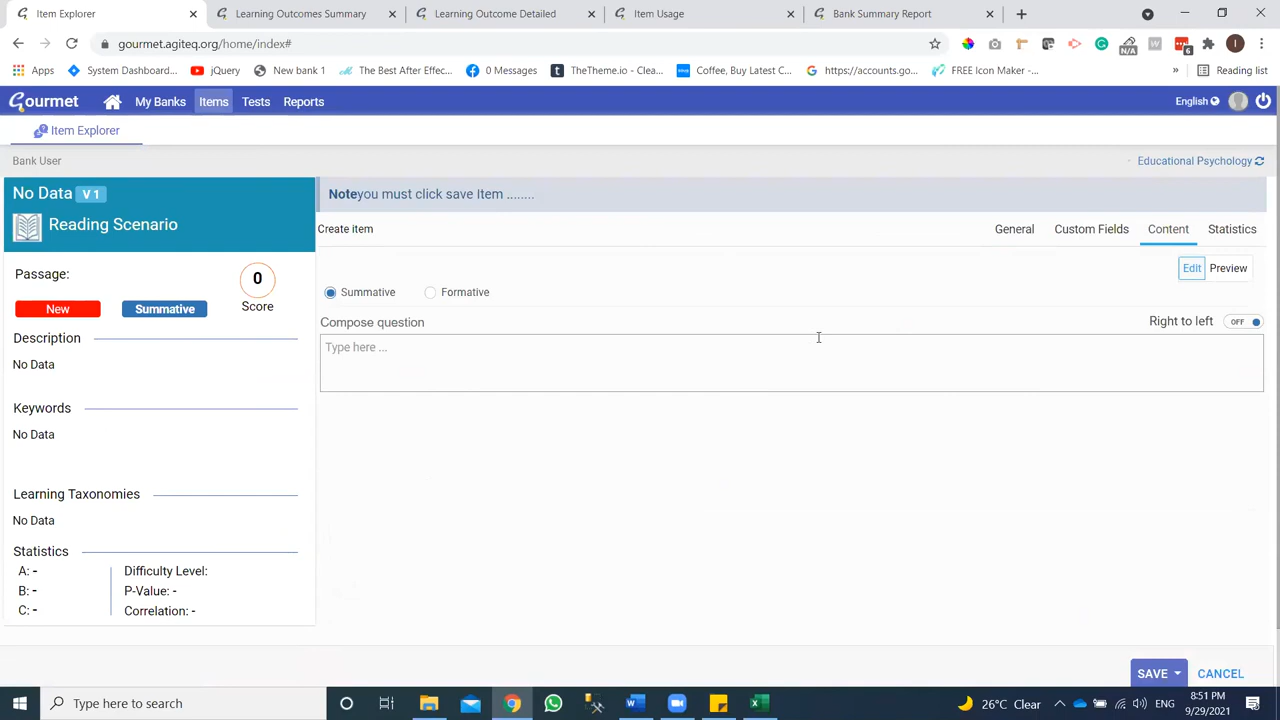 Item Explorer
Learning Outcomes Summary
Learning Outcome Detailed
Item Usage
Bank Summary Report
gourmet.agiteq.org/home/index#
N/A
6
I
Apps
System Dashboard...
jQuery
New bank 1
The Best After Effec...
0 Messages
TheTheme.io - Clea...
Coffee, Buy Latest C...
https://accounts.go...
FREE Icon Maker -...
»
Reading list
Gourmet
My Banks
Items
Tests
Reports
English
Item Explorer
Bank User
Educational Psychology
No Data V 1
Reading Scenario
Passage:
0
Score
New
Summative
Description
No Data
Keywords
No Data
Learning Taxonomies
No Data
Statistics
A: -
B: -
C: -
Difficulty Level:
P-Value: -
Correlation: -
Noteyou must click save Item ........
Create item
General
Custom Fields
Content
Statistics
Edit
Preview
Summative
Formative
Compose question
Right to left
OFF
Type here ...
SAVE
CANCEL
Type here to search
26°C Clear
ENG
8:51 PM
9/29/2021